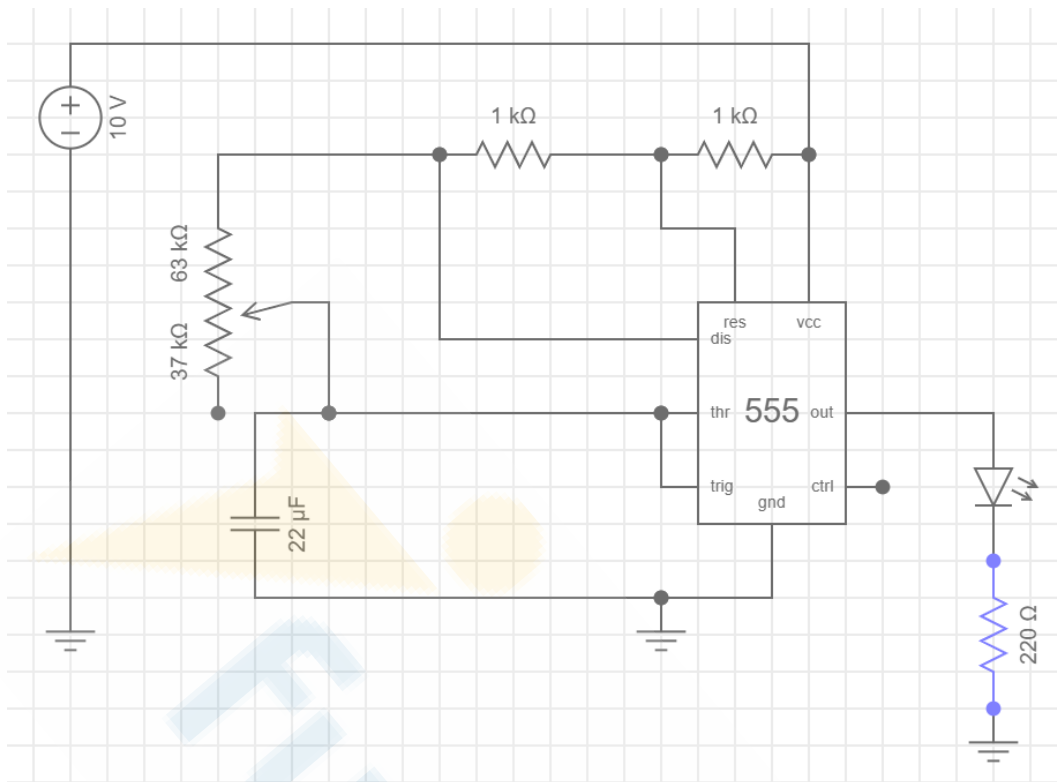 10 V
1 kΩ
1 kΩ
63 kΩ
37 kΩ
res
vcc
dis
thr
555
out
trig
ctrl
gnd
22 µF
220 Ω